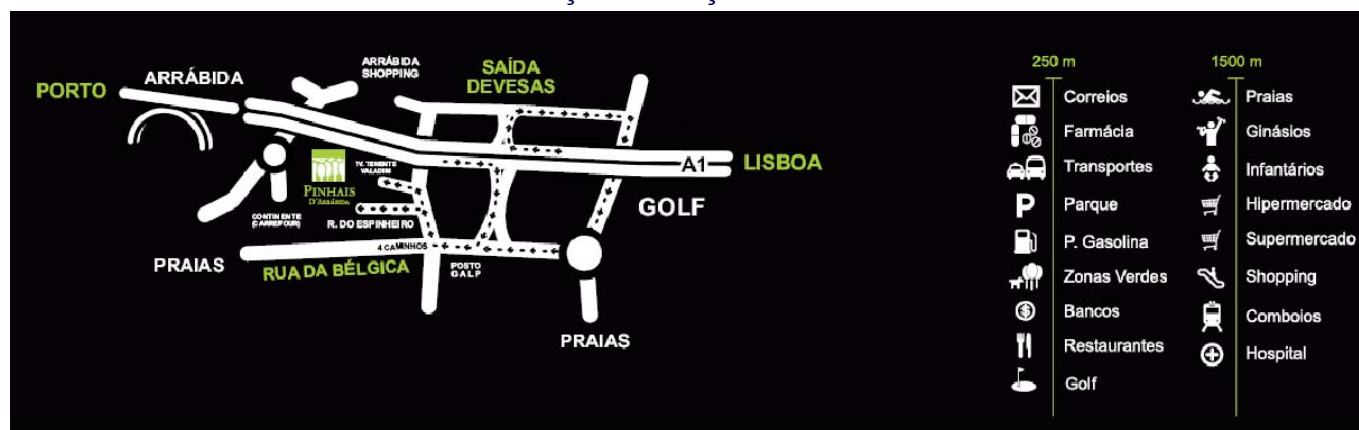 PORTO
ARRÁBIDA
ARRÁBIDA
SHOPPING
SAÍDA
DEVESAS
A1
LISBOA
TV. TENENTE
VALADIM
PINHAIS
D'ARRÁBIDA
CONTINENTE
(CARREFOUR)
R. DO ESPINHEIRO
GOLF
4 CAMINHOS
PRAIAS
RUA DA BÉLGICA
POSTO
GALP
PRAIAS
250 m
Correios
Farmácia
Transportes
P
Parque
P. Gasolina
Zonas Verdes
Bancos
Restaurantes
Golf
1500 m
Praias
Ginásios
Infantários
Hipermercado
Supermercado
Shopping
Comboios
Hospital